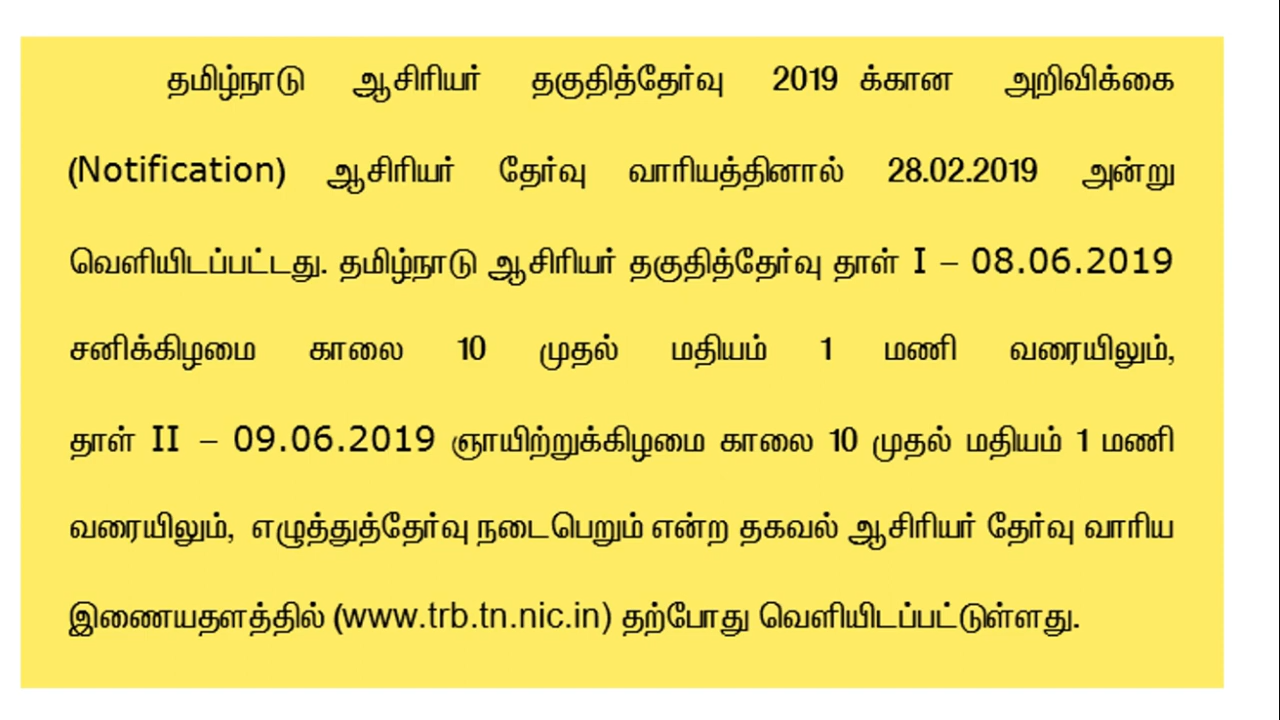 தமிழ்நாடு ஆசிரியர் தகுதித்தேர்வு 2019 க்கான அறிவிக்கை
(Notification) ஆசிரியர் தேர்வு வாரியத்தினால் 28.02.2019 அன்று
வெளியிடப்பட்டது. தமிழ்நாடு ஆசிரியர் தகுதித்தேர்வு தாள் I – 08.06.2019
சனிக்கிழமை காலை 10 முதல் மதியம் 1 மணி வரையிலும்,
தாள் II – 09.06.2019 ஞாயிற்றுக்கிழமை காலை 10 முதல் மதியம் 1 மணி
வரையிலும், எழுத்துத்தேர்வு நடைபெறும் என்ற தகவல் ஆசிரியர் தேர்வு வாரிய
இணையதளத்தில் (www.trb.tn.nic.in) தற்போது வெளியிடப்பட்டுள்ளது.